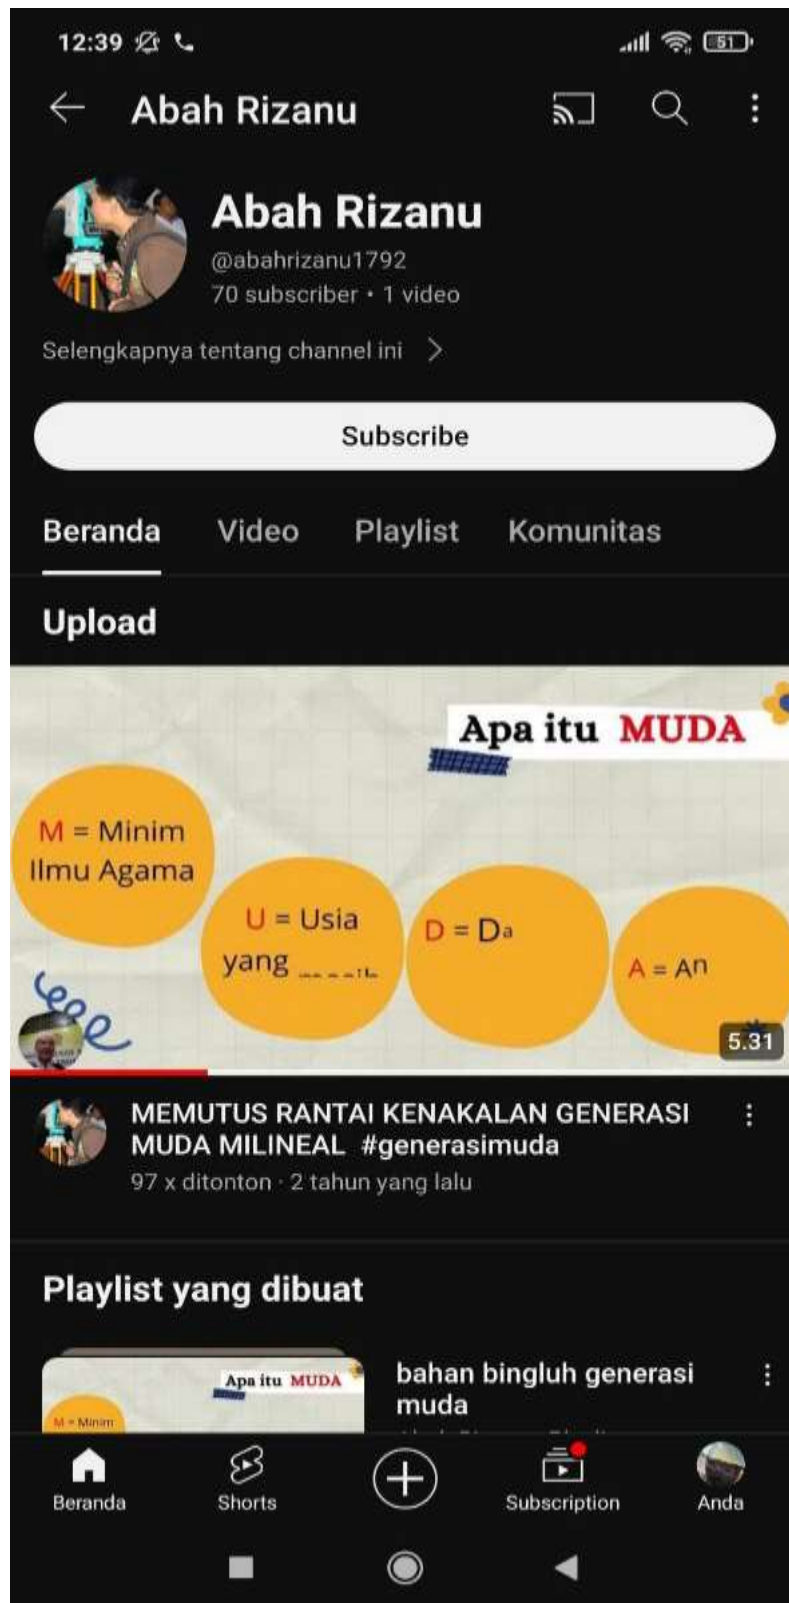 12:39
51
Abah Rizanu
Abah Rizanu
@abahrizanu1792
70 subscriber • 1 video
Selengkapnya tentang channel ini
Subscribe
Beranda
Video
Playlist
Komunitas
Upload
Apa itu MUDA
M = Minim
Ilmu Agama
U = Usia
yang
D = Da
A = An
5.31
MEMUTUS RANTAI KENAKALAN GENERASI
MUDA MILINEAL #generasimuda
97 x ditonton · 2 tahun yang lalu
Playlist yang dibuat
Apa itu MUDA
M = Minim
bahan bingluh generasi
muda
Beranda
Shorts
Subscription
Anda